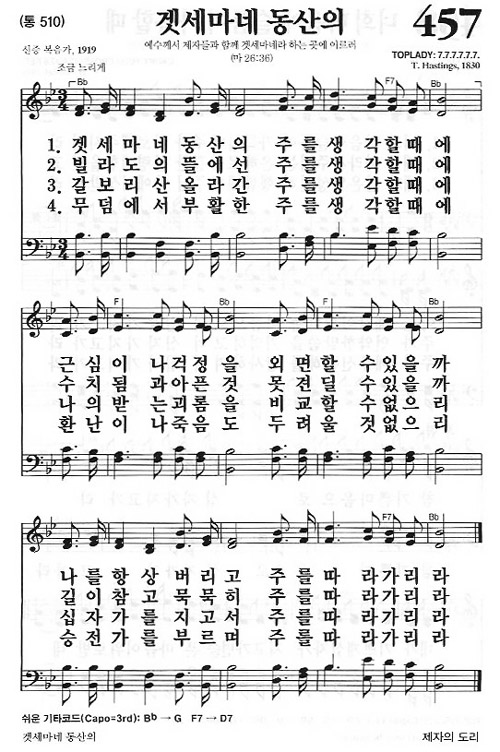 (통 510)
겟세마네 동산의
457
신증 복음가, 1919
예수께서 제자들과 함께 겟세마네라 하는 곳에 이르러
(마 26:36)
TOPLADY: 7.7.7.7.7.7.
T. Hastings, 1830
조금 느리게
Bb F7 Bb
1. 겟세마네동산의 주를생각할때에
2. 빌라도의뜰에선 주를생각할때에
3. 갈보리산올라간 주를생각할때에
4. 무덤에서부활한 주를생각할때에
F Bb F Bb
근심이나걱정을 외면할수있을까
수치됨과아픈것 못견딜수있을까
나의받는괴롬을 비교할수없으리
환난이나죽음도 두려울것없으리
F7 Bb
나를항상버리고 주를따라가리라
길이참고묵묵히 주를따라가리라
십자가를지고서 주를따라가리라
승전가를부르며 주를따라가리라
쉬운 기타코드(Capo=3rd): Bb → G F7 → D7
겟세마네 동산의
제자의 도리